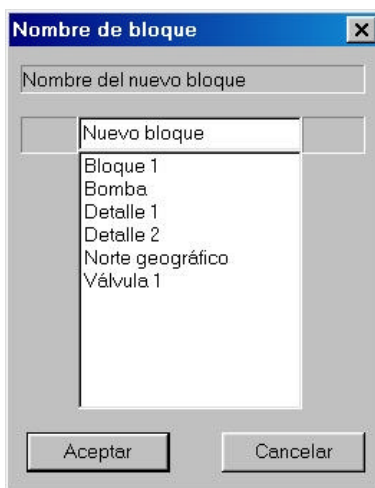 Nombre de bloque
Nombre del nuevo bloque
Nuevo bloque
Bloque 1
Bomba
Detalle 1
Detalle 2
Norte geográfico
Válvula 1
Aceptar
Cancelar